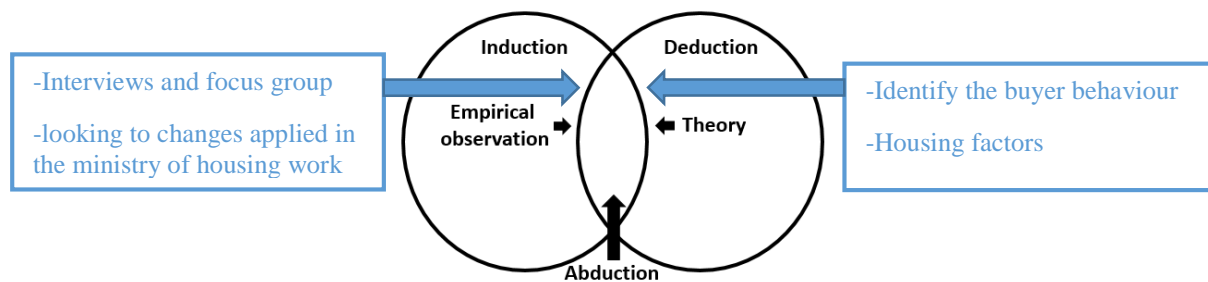 Induction
Deduction
-Interviews and focus group
-looking to changes applied in
the ministry of housing work
Empirical
observation
Theory
-Identify the buyer behaviour
-Housing factors
Abduction